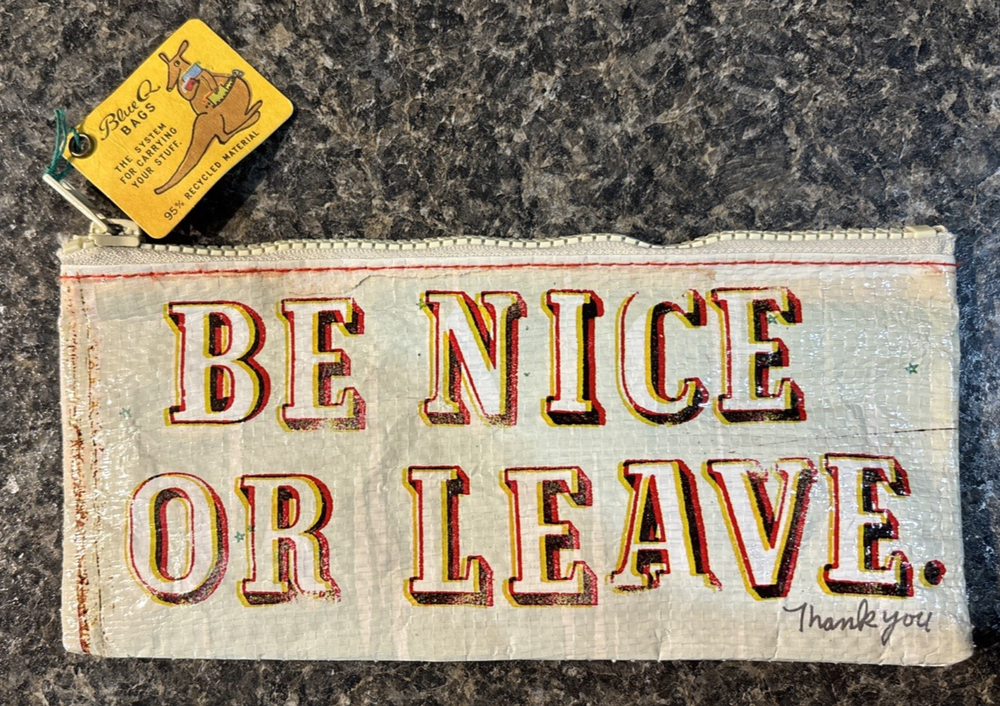 Blue Q
BAGS
THE SYSTEM
FOR CARRYING
YOUR STUFF.
95% RECYCLED MATERIAL
BE NICE
OR LEAVE.
Thank you